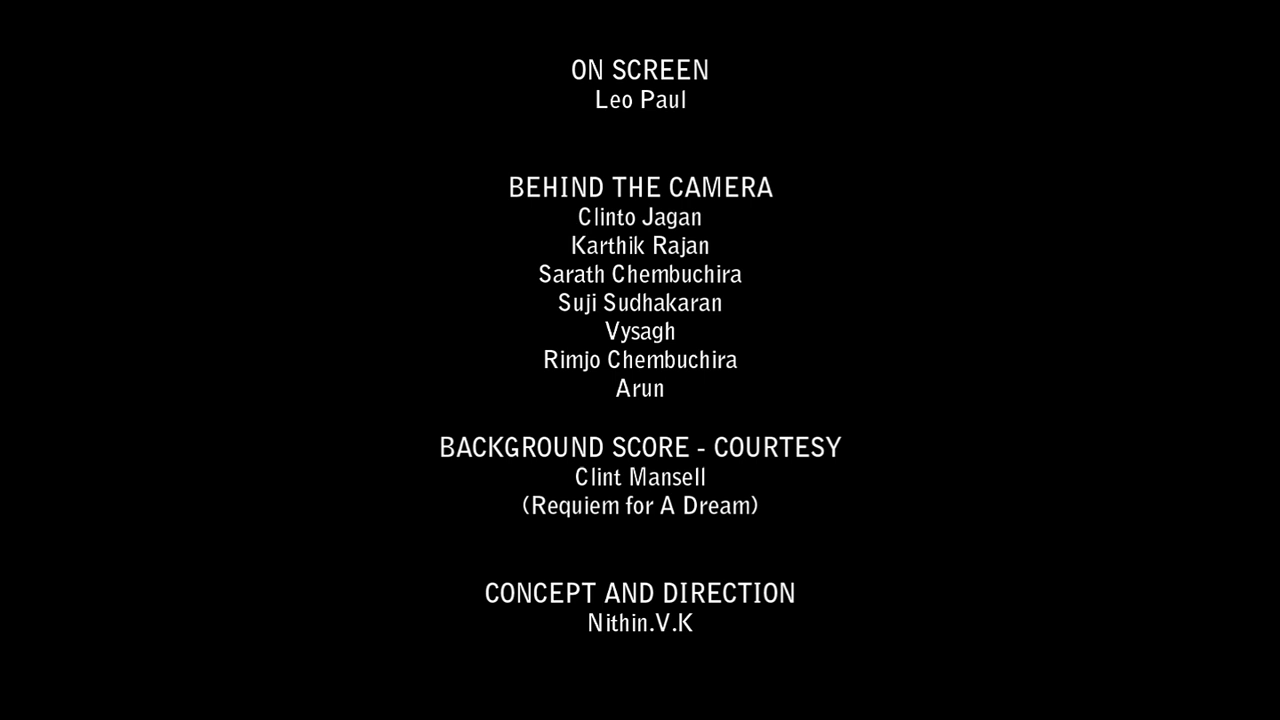 ON SCREEN
Leo Paul
BEHIND THE CAMERA
Clinto Jagan
Karthik Rajan
Sarath Chembuchira
Suji Sudhakaran
Vysagh
Rimjo Chembuchira
Arun
BACKGROUND SCORE - COURTESY
Clint Mansell
(Requiem for A Dream)
CONCEPT AND DIRECTION
Nithin.V.K